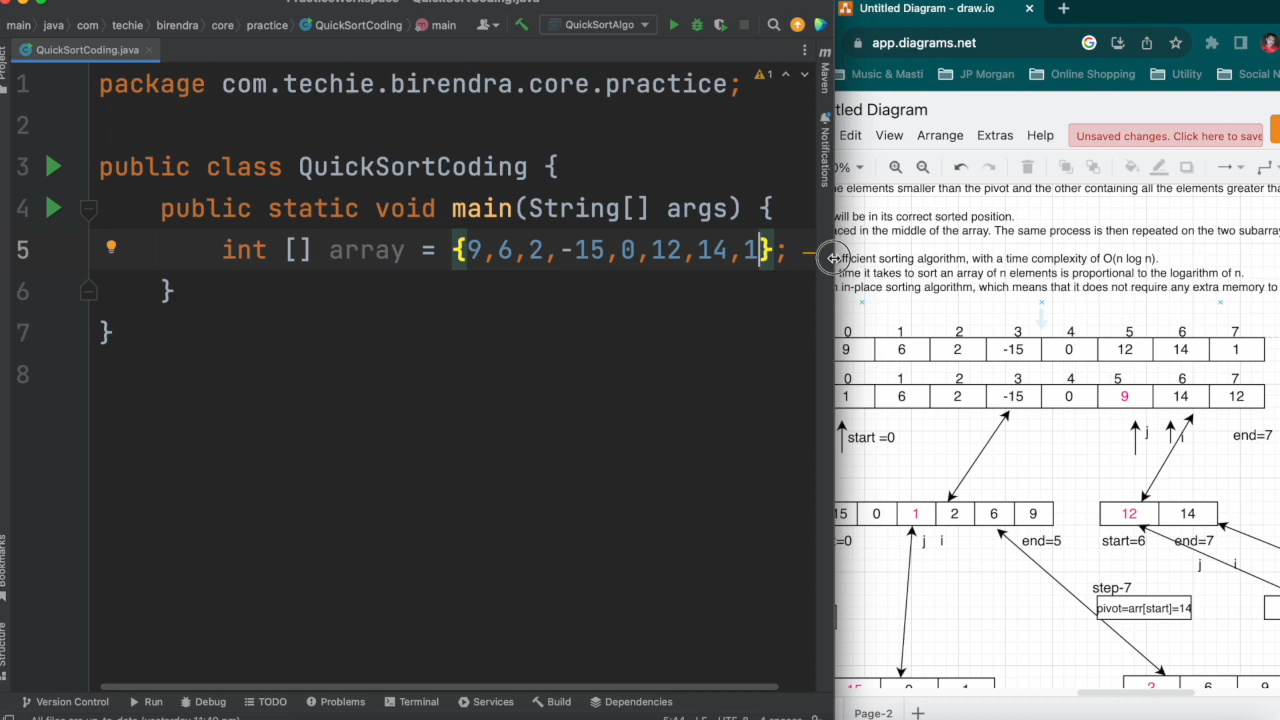 main
java
com
techie
birendra
core
practice
QuickSortCoding
main
QuickSortAlgo
QuickSortCoding.java
1
1 package com.techie.birendra.core.practice;
2
3 public class QuickSortCoding {
4 public static void main(String[] args) {
5 int [] array = {9,6,2,-15,0,12,14,1};
6 }
7 }
8
Project
Bookmarks
Structure
Maven
Notifications
Version Control
Run
Debug
TODO
Problems
Terminal
Services
Build
Dependencies
Untitled Diagram - draw.io
app.diagrams.net
Music & Masti
JP Morgan
Online Shopping
Utility
Social N
tled Diagram
Edit View Arrange Extras Help
Unsaved changes. Click here to save
0%
e elements smaller than the pivot and the other containing all the elements greater tha
will be in its correct sorted position.
aced in the middle of the array. The same process is then repeated on the two subarray
fficient sorting algorithm, with a time complexity of O(n log n).
time it takes to sort an array of n elements is proportional to the logarithm of n.
in-place sorting algorithm, which means that it does not require any extra memory to
0 1 2 3 4 5 6 7
9 6 2 -15 0 12 14 1
0 1 2 3 4 5 6 7
1 6 2 -15 0 9 14 12
start =0
j
i
end=7
15 0 1 2 6 9
12 14
t=0
j i
end=5
start=6
end=7
j i
step-7
pivot=arr[start]=14
Page-2